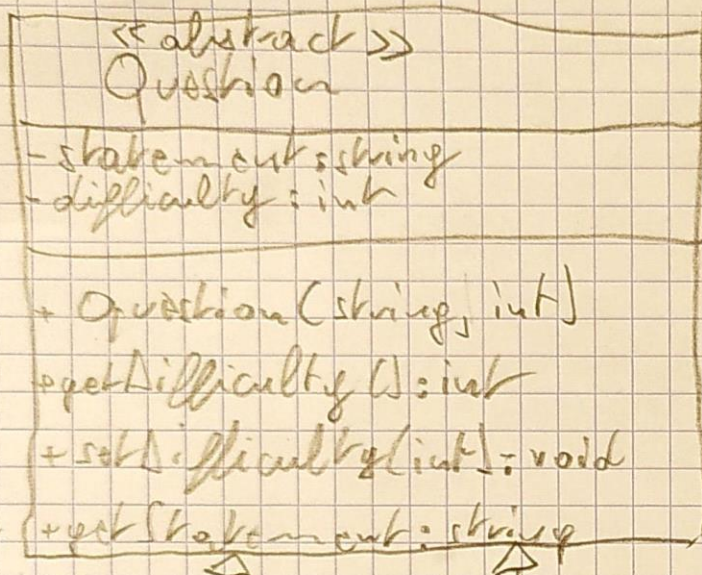 <<abstract>>
Question
- statement: string
- difficulty: int
+ Question(string, int)
+ getDifficulty(): int
+ setDifficulty(int): void
+ getStatement: string